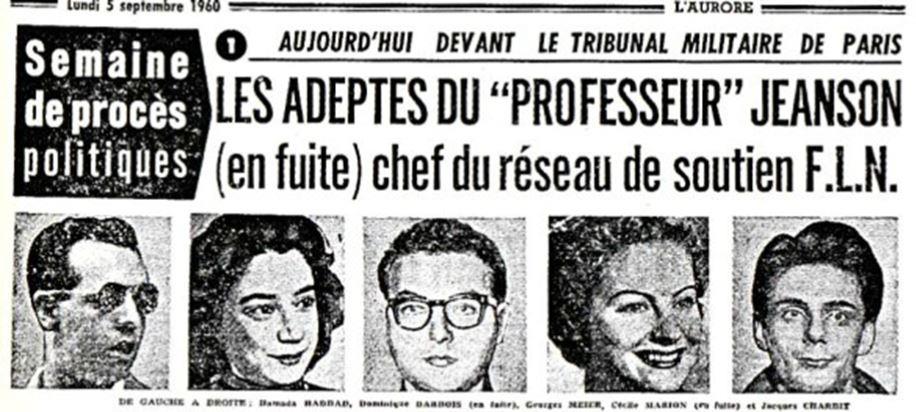 Lundi 5 septembre 1960
L'AURORE
Semaine
de procès
politiques
1 AUJOURD'HUI DEVANT LE TRIBUNAL MILITAIRE DE PARIS
LES ADEPTES DU “PROFESSEUR” JEANSON
(en fuite) chef du réseau de soutien F.L.N.
DE GAUCHE A DROITE : Hamada HADDAD, Dominique DARBOIS (en fuite), Georges MEIER, Cécile MARION (en fuite) et Jacques CHARBIT